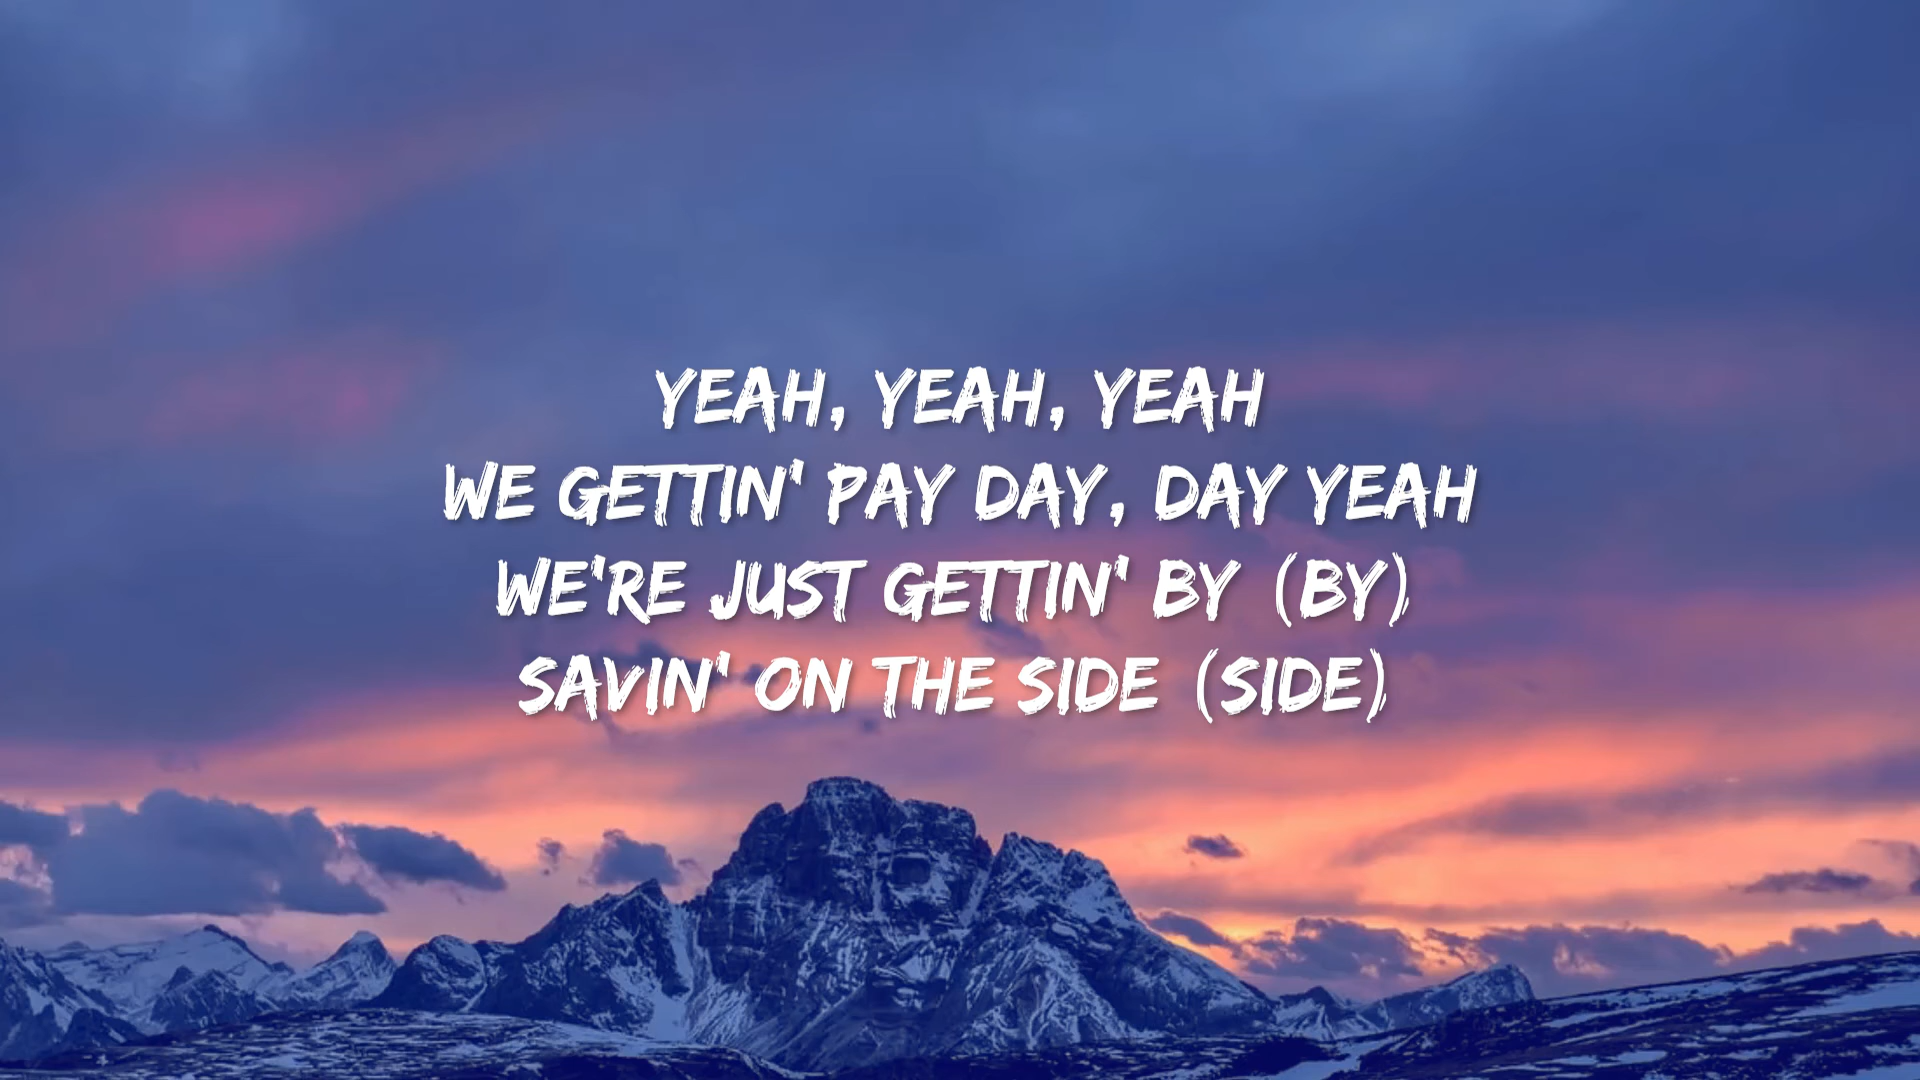 YEAH, YEAH, YEAH
WE GETTIN' PAY DAY, DAY YEAH
WE'RE JUST GETTIN' BY (BY)
SAVIN' ON THE SIDE (SIDE)